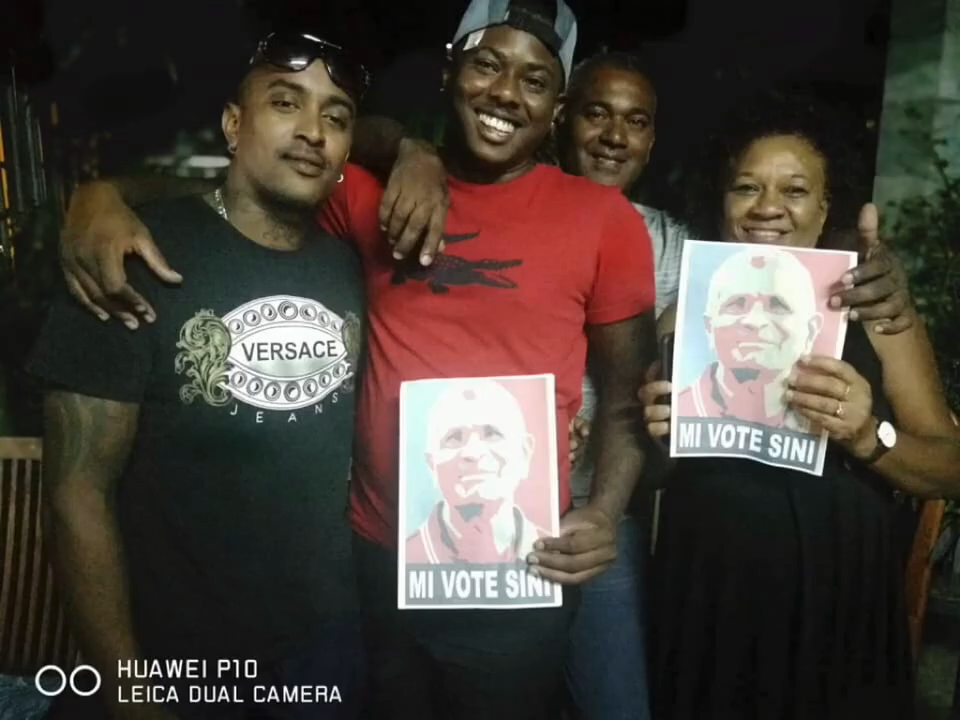 VERSACE
JEANS
MI VOTE SINI
MI VOTE SINI
HUAWEI P10
LEICA DUAL CAMERA